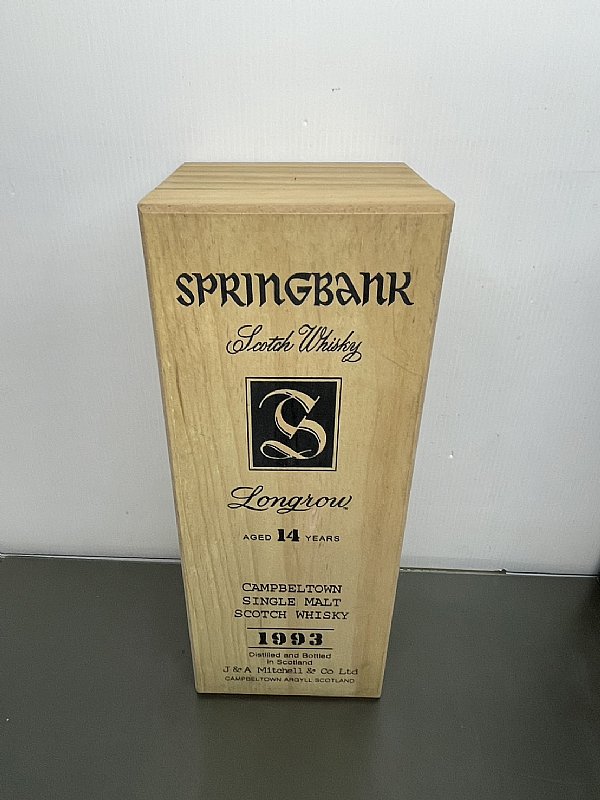 SPRINGBANK
Scotch Whisky
S
Longrow
AGED 14 YEARS
CAMPBELTOWN
SINGLE MALT
SCOTCH WHISKY
1993
Distilled and Bottled
in Scotland
J & A Mitchell & Co Ltd
CAMPBELTOWN ARGYLL SCOTLAND